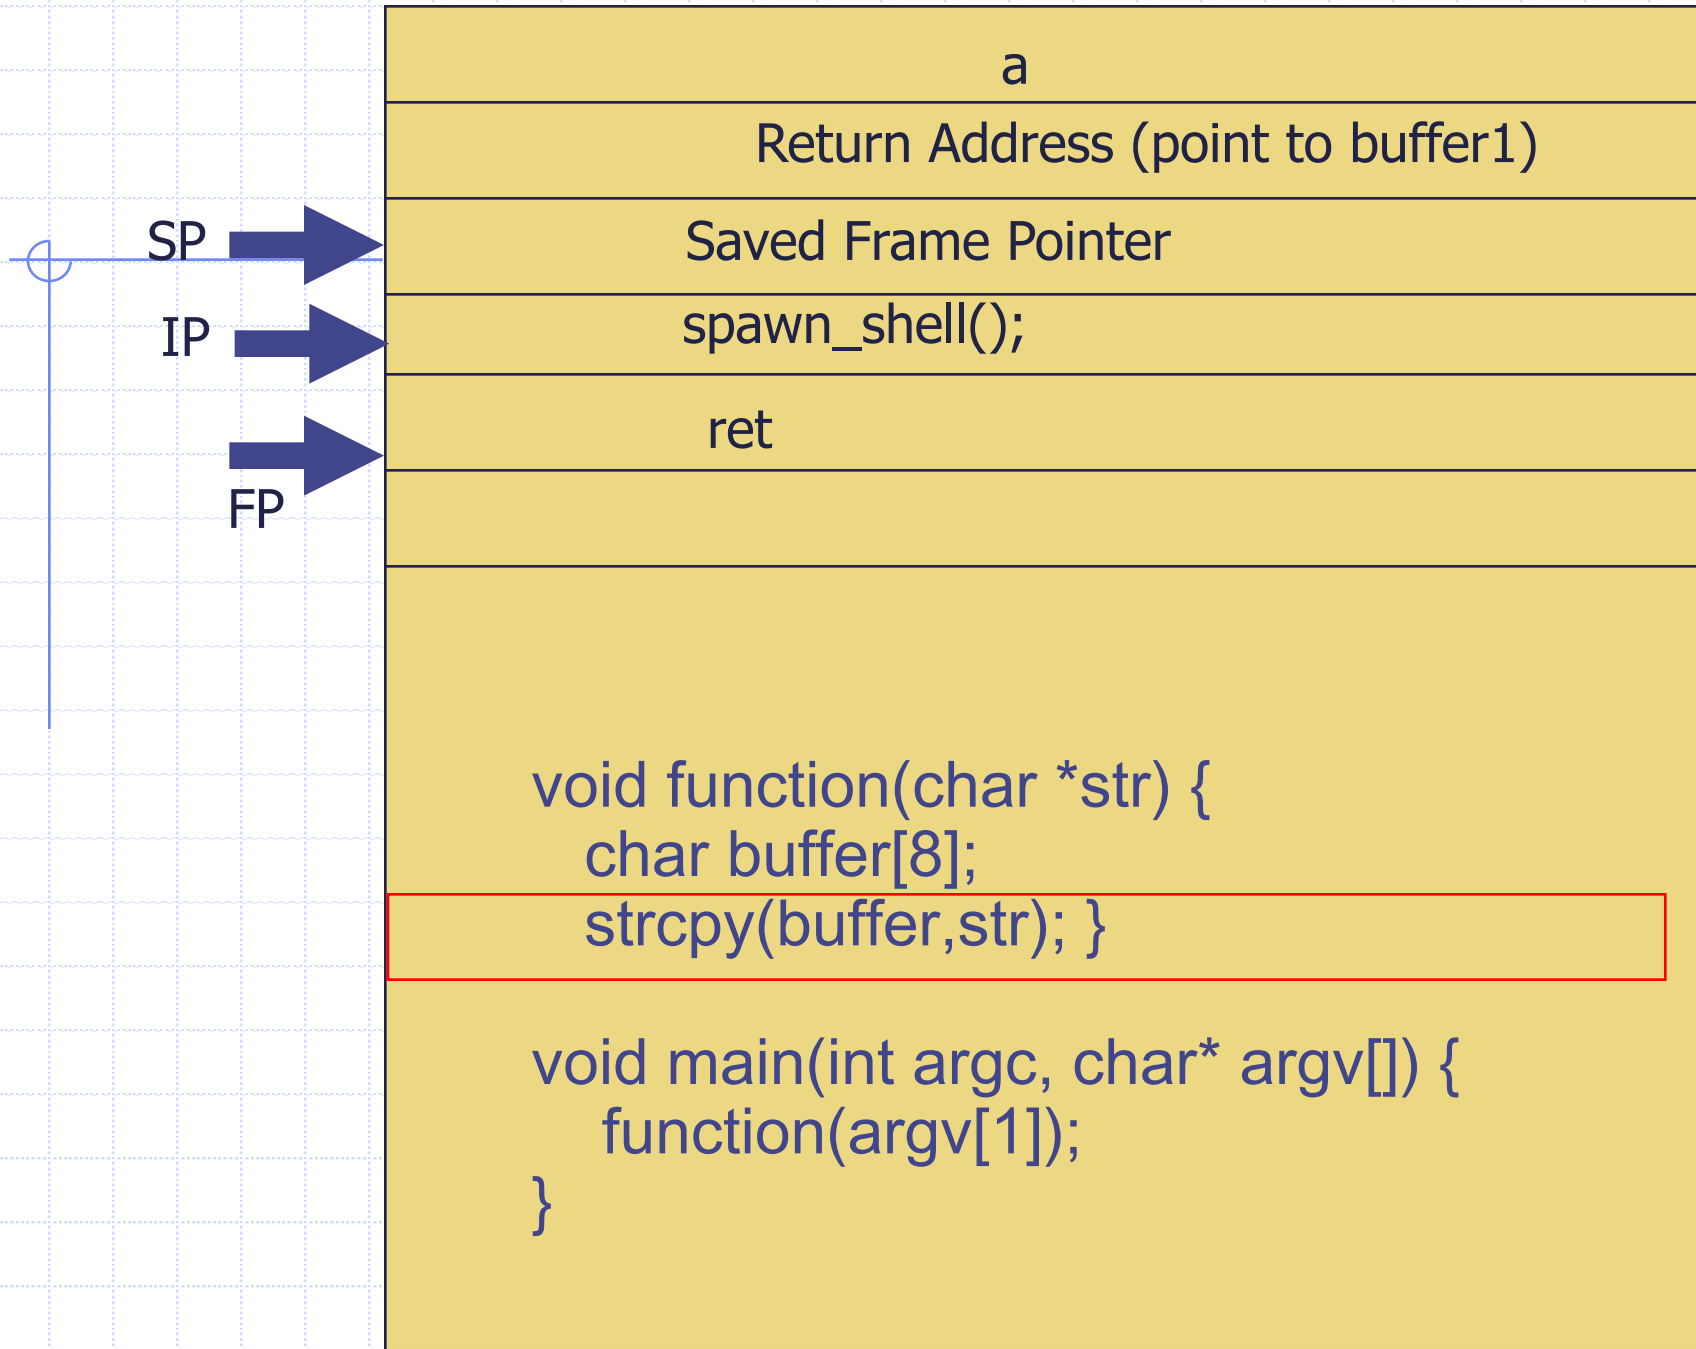 a
Return Address (point to buffer1)
SP
Saved Frame Pointer
IP
spawn_shell();
ret
FP
void function(char *str) {
char buffer[8];
strcpy(buffer,str); }
void main(int argc, char* argv[]) {
function(argv[1]);
}